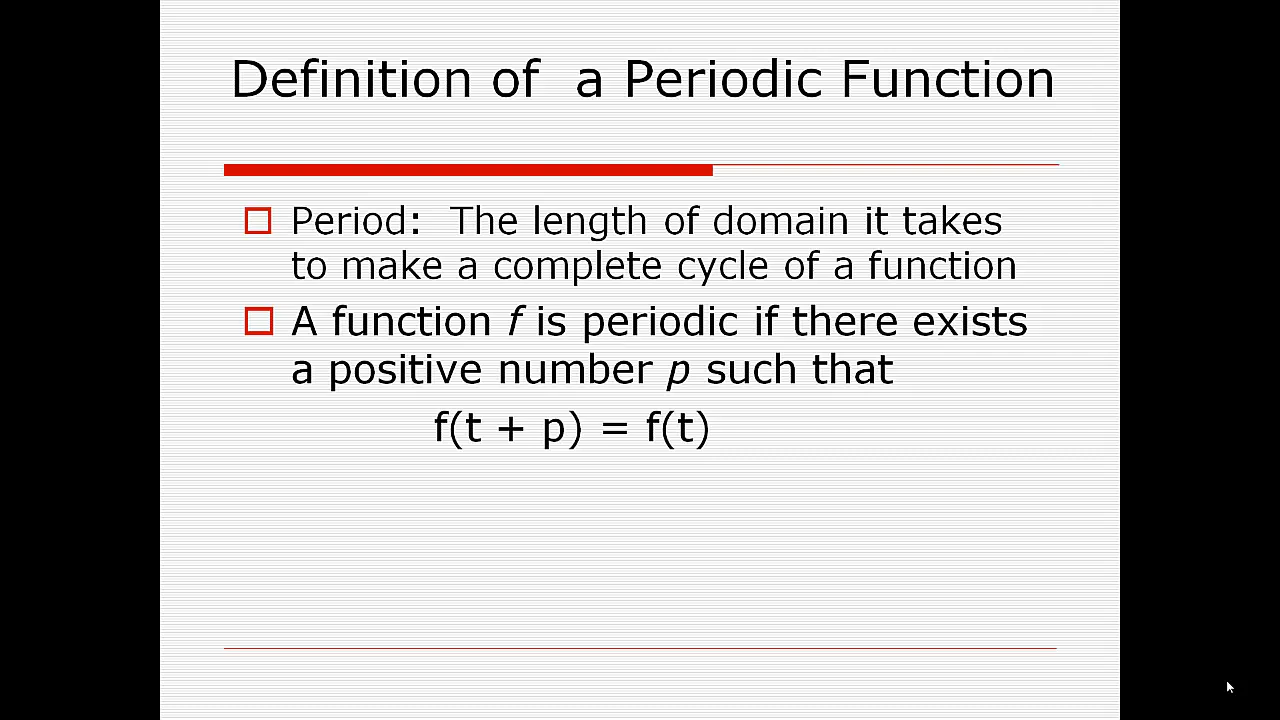 Definition of  a Periodic Function
Period:  The length of domain it takes
to make a complete cycle of a function
A function f is periodic if there exists
a positive number p such that
f(t + p) = f(t)